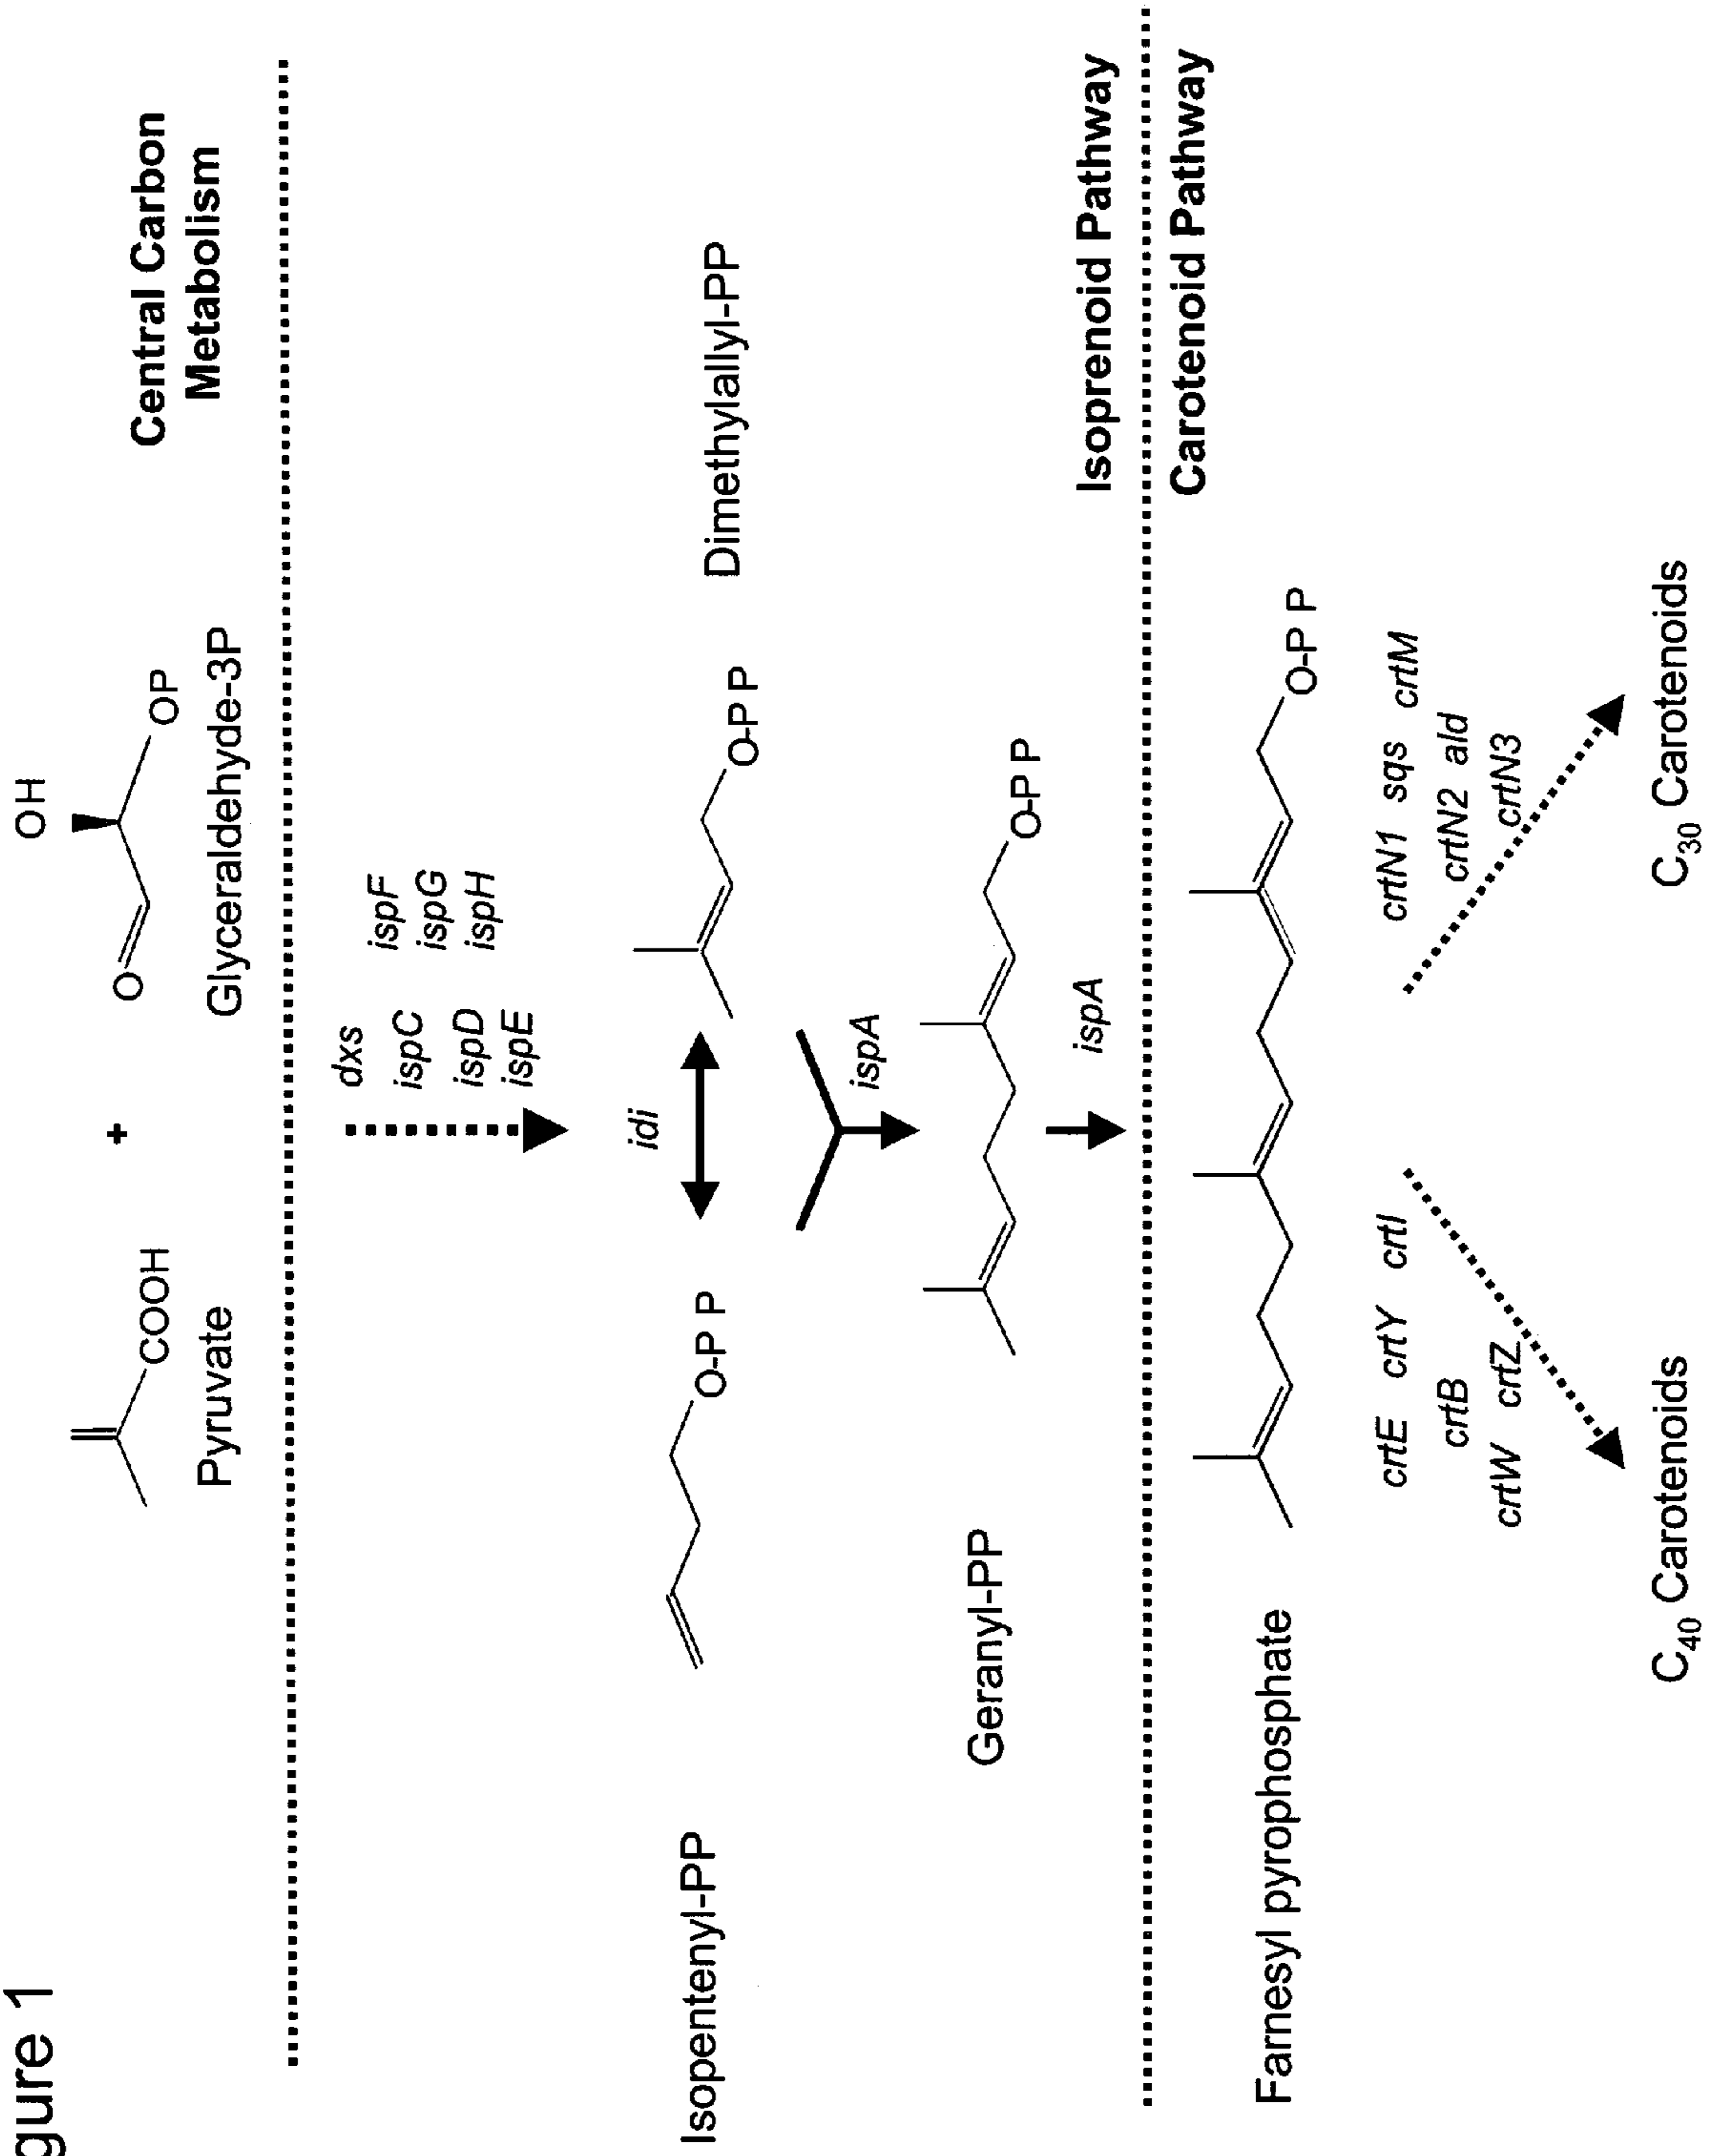 gure 1
OH
O
OP
COOH
+
Pyruvate
Glyceraldehyde-3P
Central Carbon
Metabolism
dxs
ispF
ispC
ispG
ispD
ispH
ispE
idi
O-P P
O-P P
Isopentenyl-PP
Dimethylallyl-PP
ispA
Geranyl-PP
O-P P
ispA
Isoprenoid Pathway
Carotenoid Pathway
Farnesyl pyrophosphate
O-P P
crtE crtY crtI
crtB
crtW crtZ
crtN1 sqs crtM
crtN2 ald
crtN3
C40 Carotenoids
C30 Carotenoids